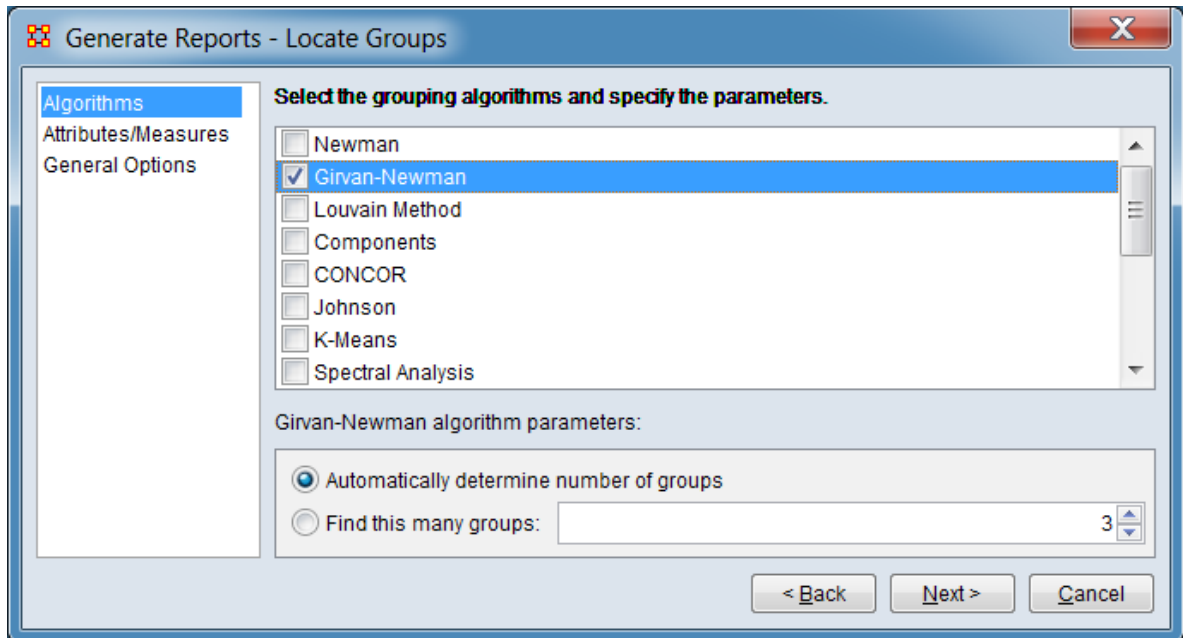 Generate Reports - Locate Groups
X
Algorithms
Attributes/Measures
General Options
Select the grouping algorithms and specify the parameters.
Newman
Girvan-Newman
Louvain Method
Components
CONCOR
Johnson
K-Means
Spectral Analysis
Girvan-Newman algorithm parameters:
Automatically determine number of groups
Find this many groups: 3
< Back Next > Cancel